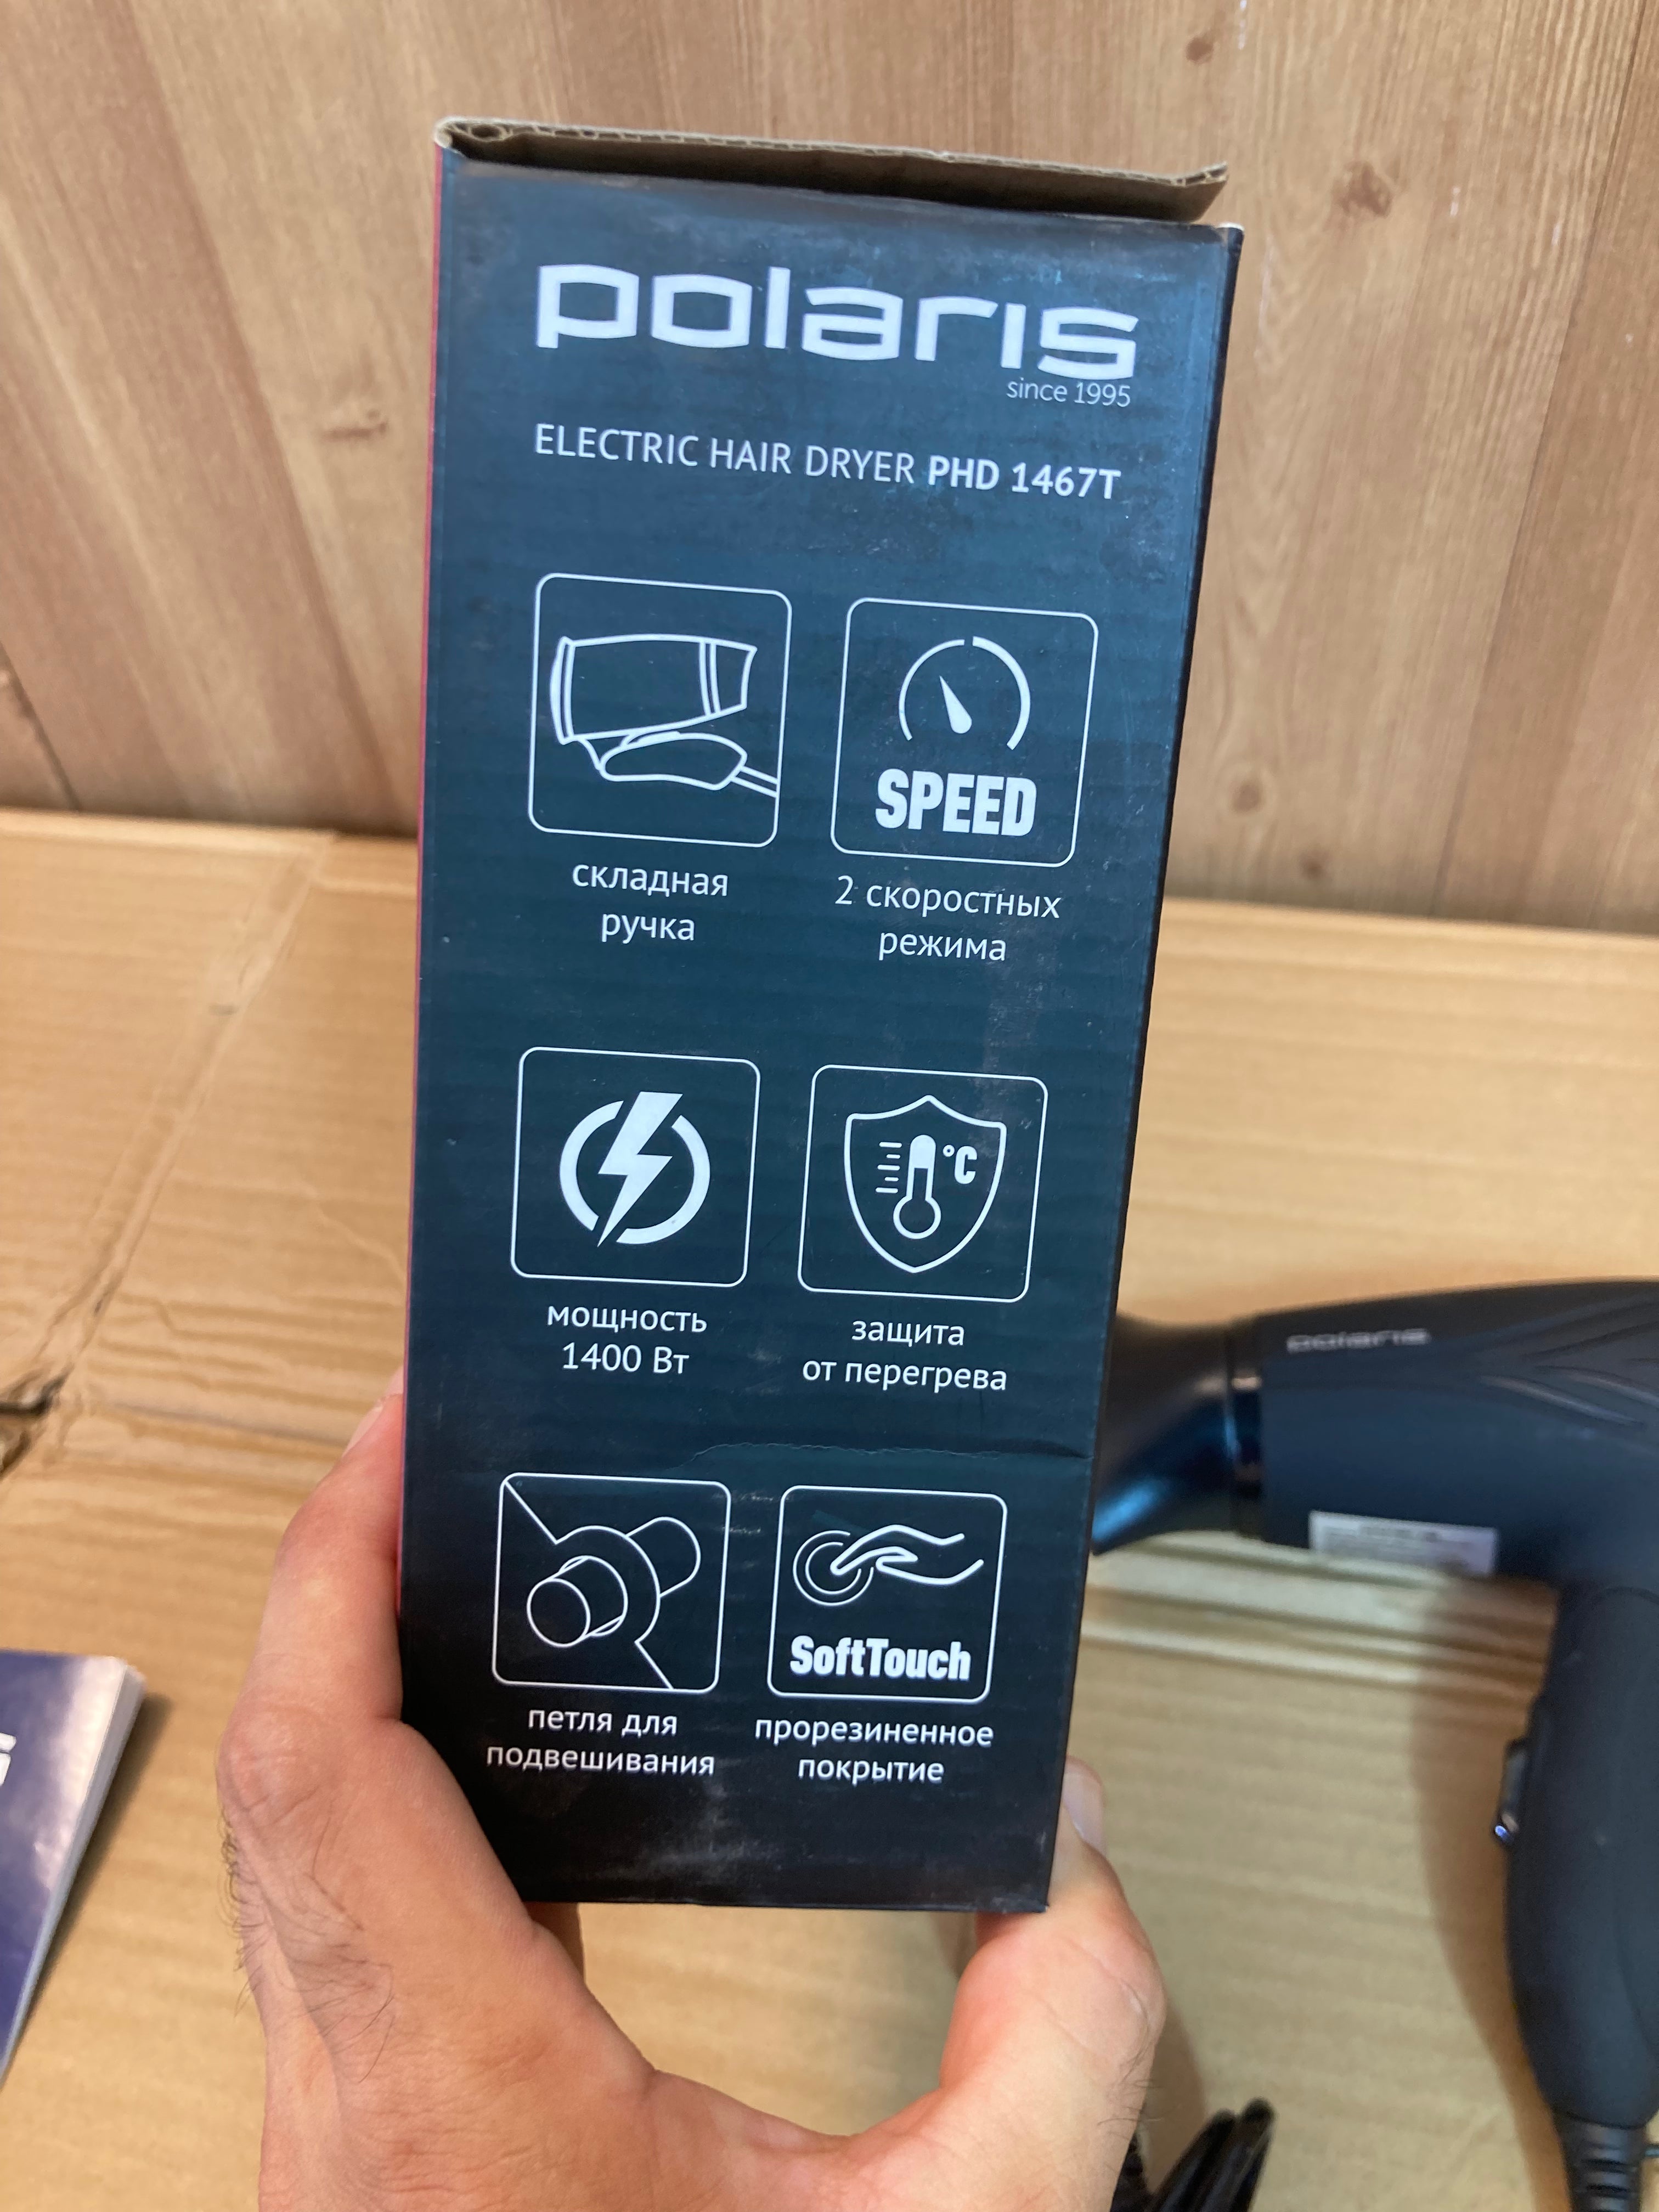 polaris
since 1995
ELECTRIC HAIR DRYER PHD 1467T
SPEED
складная
ручка
2 скоростных
режима
°C
мощность
1400 Вт
защита
от перегрева
SoftTouch
петля для
подвешивания
прорезиненное
покрытие
polaris